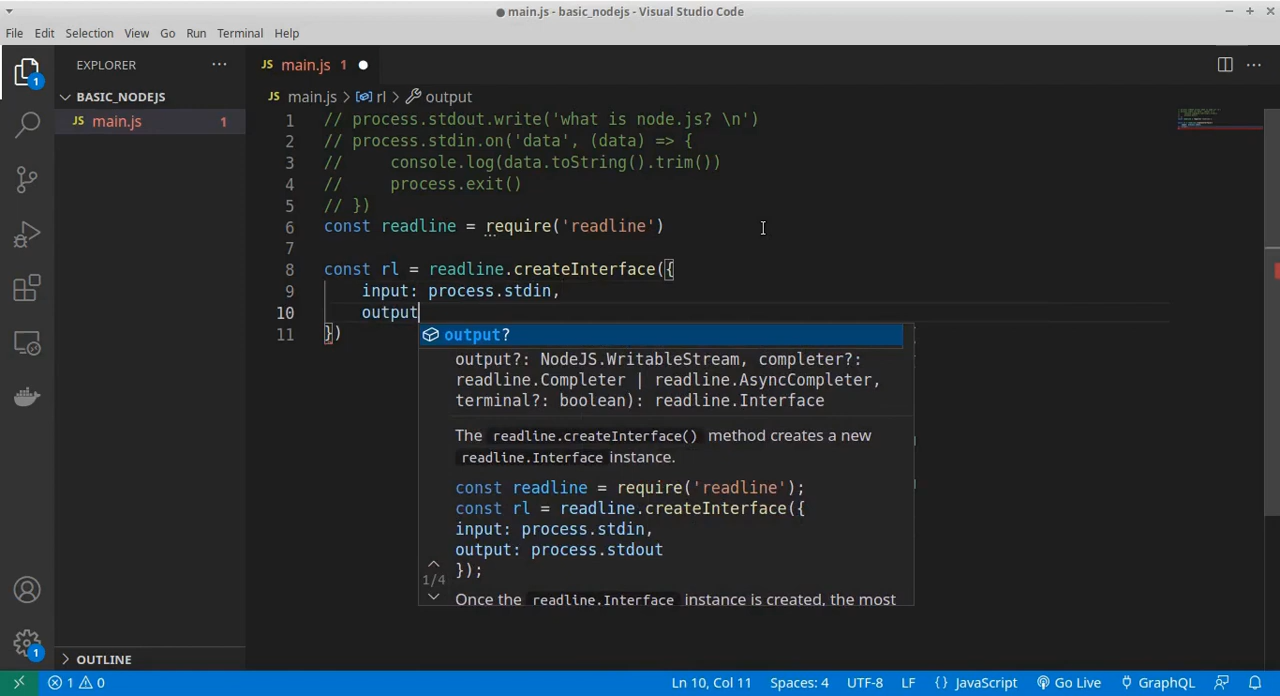 ● main.js - basic_nodejs - Visual Studio Code
File Edit Selection View Go Run Terminal Help
EXPLORER ···
JS main.js 1 ●
1
BASIC_NODEJS
JS main.js > rl > output
JS main.js 1
1 // process.stdout.write('what is node.js? \n')
2 // process.stdin.on('data', (data) => {
3 //     console.log(data.toString().trim())
4 //     process.exit()
5 // })
6 const readline = require('readline')
7
8 const rl = readline.createInterface({
9     input: process.stdin,
10     output
11 })
output?
output?: NodeJS.WritableStream, completer?:
readline.Completer | readline.AsyncCompleter,
terminal?: boolean): readline.Interface
The readline.createInterface() method creates a new
readline.Interface instance.
const readline = require('readline');
const rl = readline.createInterface({
input: process.stdin,
output: process.stdout
});
1/4
Once the readline.Interface instance is created, the most
1
OUTLINE
1 0 Ln 10, Col 11 Spaces: 4 UTF-8 LF {} JavaScript Go Live GraphQL